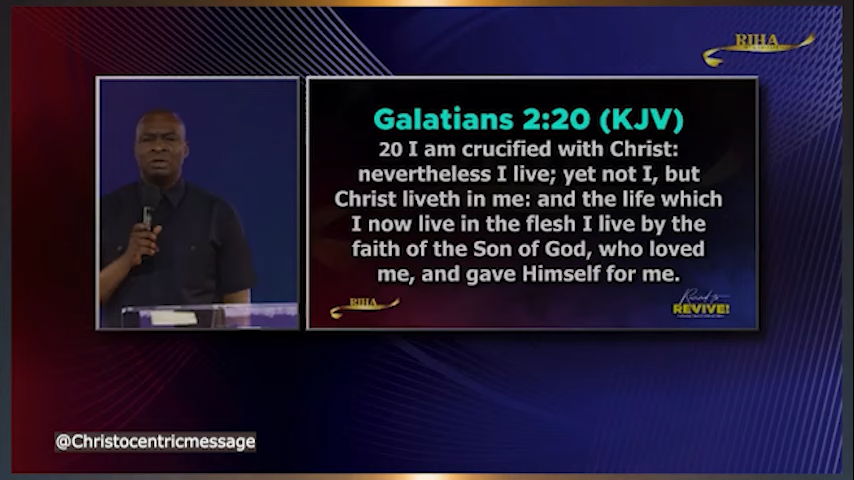 RIHA
Galatians 2:20 (KJV)
20 I am crucified with Christ:
nevertheless I live; yet not I, but
Christ liveth in me: and the life which
I now live in the flesh I live by the
faith of the Son of God, who loved
me, and gave Himself for me.
RIHA
REVIVE!
@Christocentricmessage